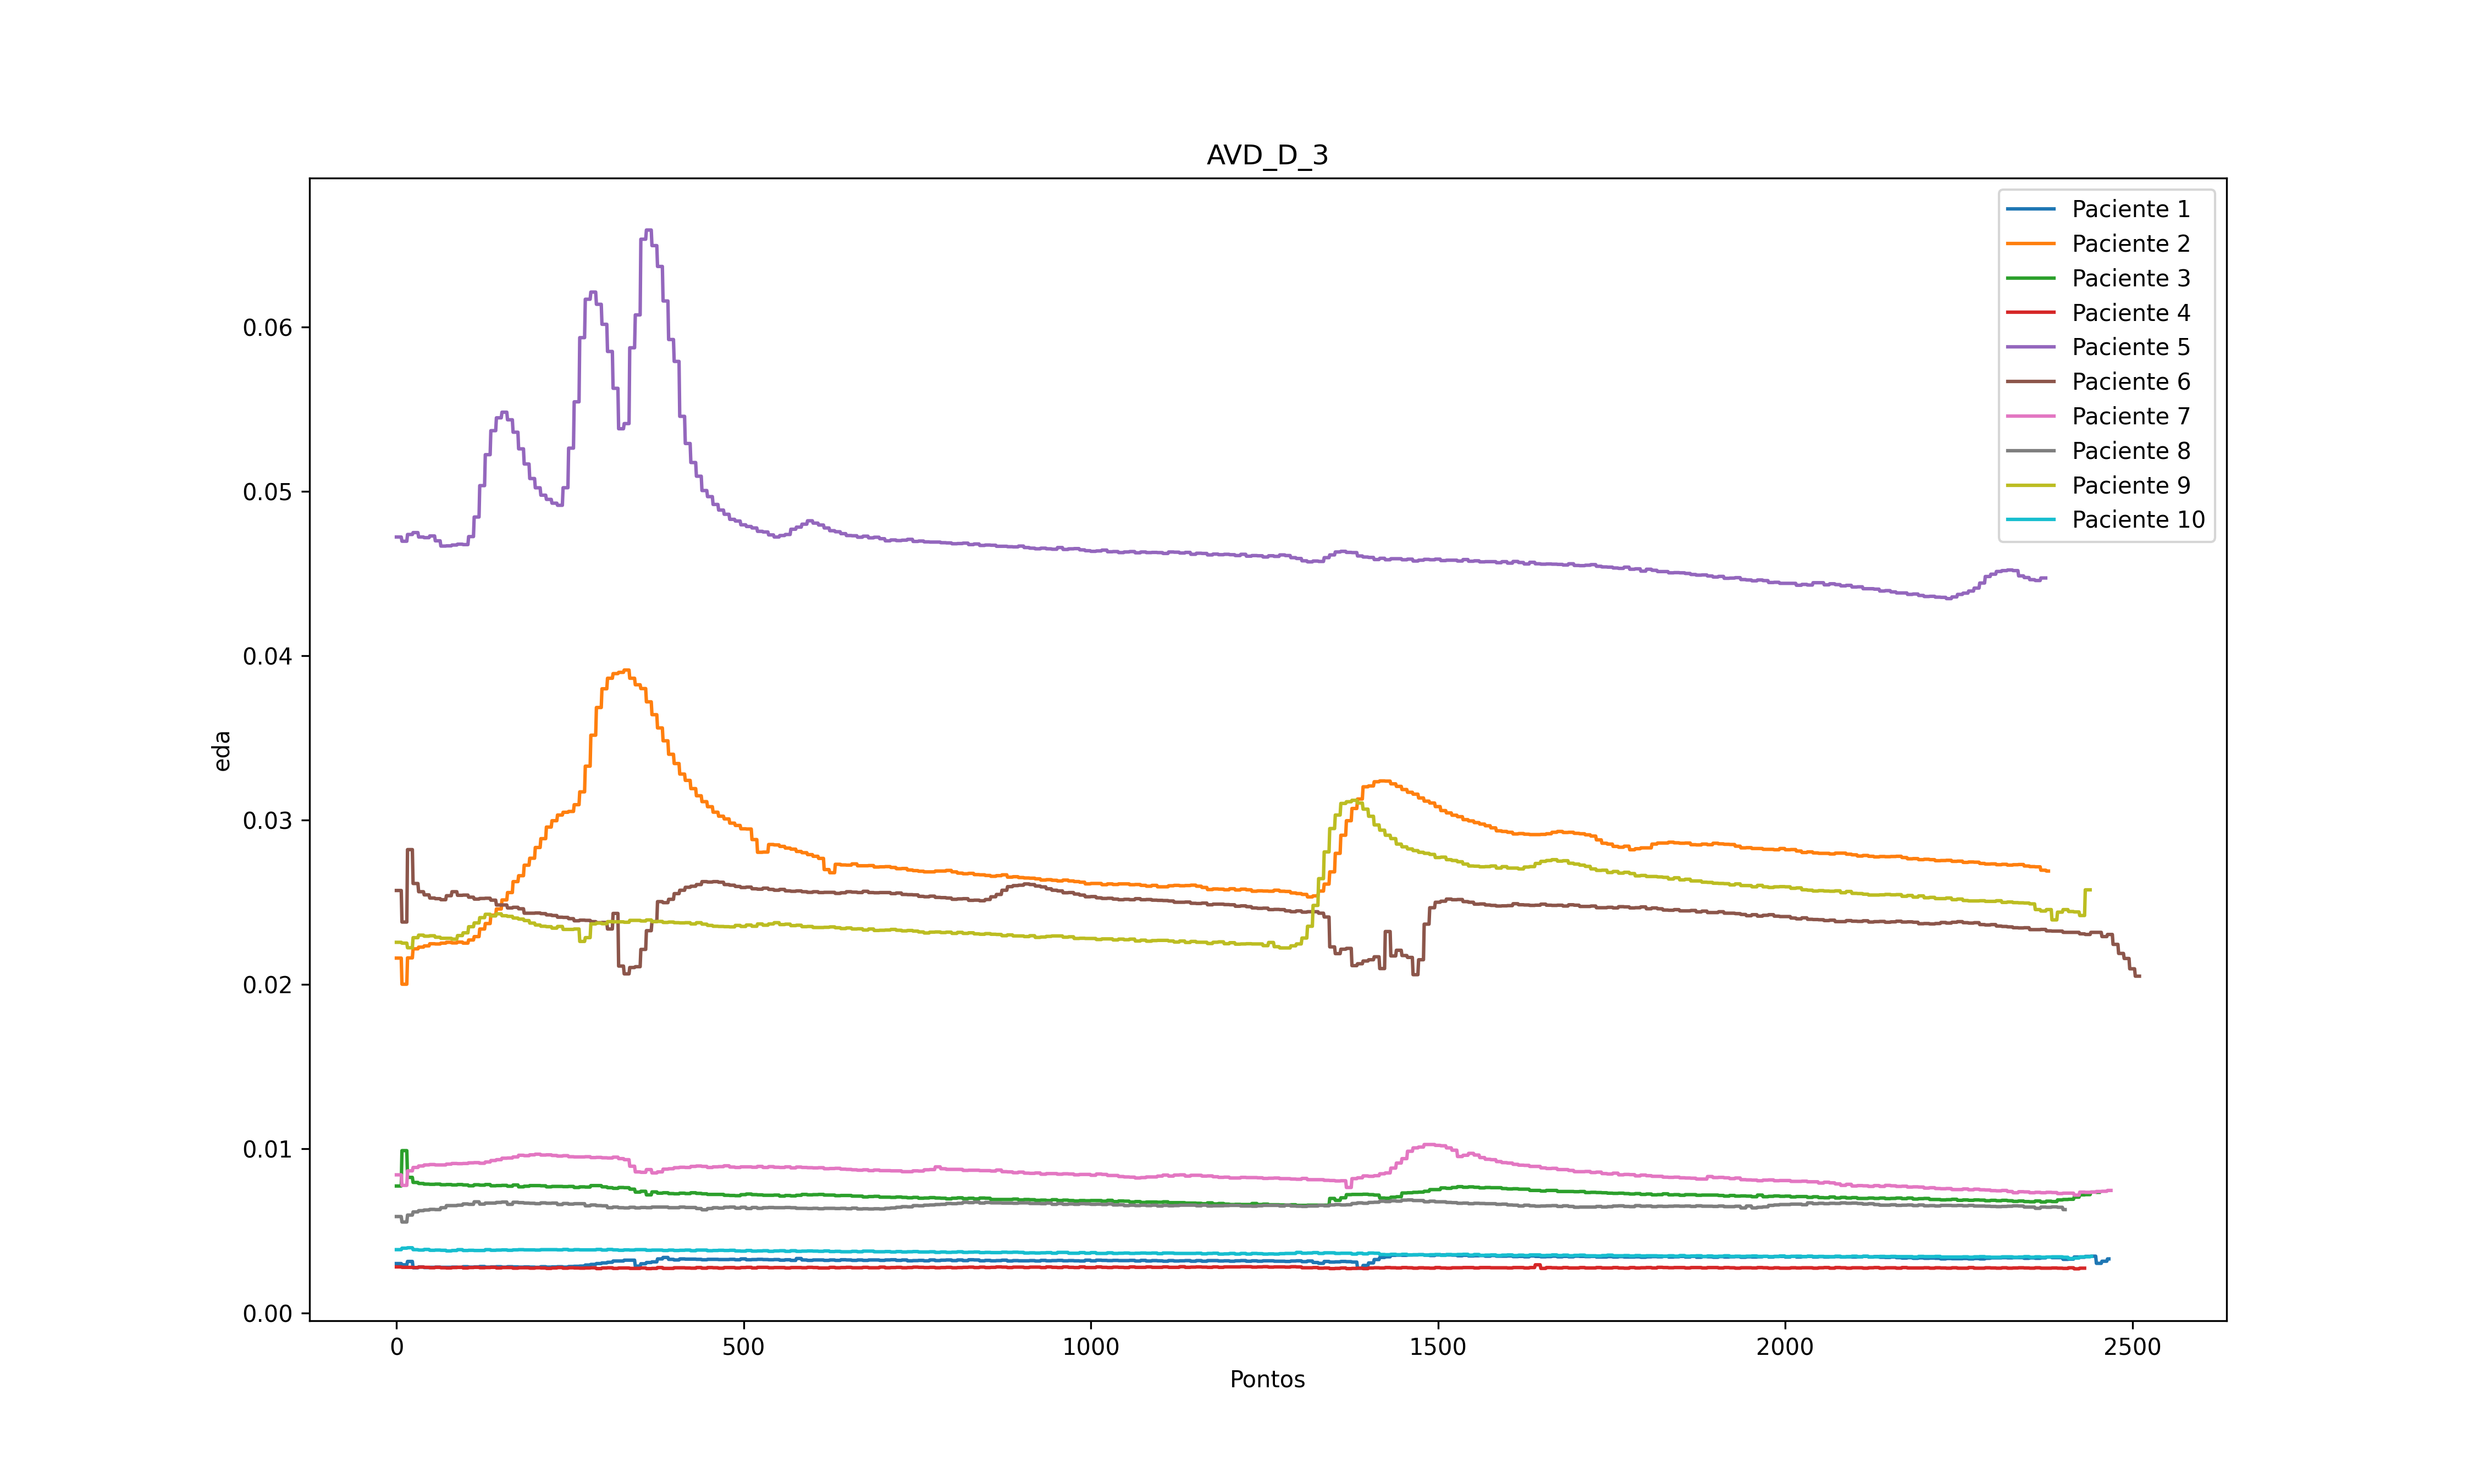 AVD_D_3
Paciente 1
Paciente 2
Paciente 3
Paciente 4
Paciente 5
Paciente 6
Paciente 7
Paciente 8
Paciente 9
Paciente 10
0.06
0.05
0.04
0.03
0.02
0.01
0.00
eda
0 500 1000 1500 2000 2500
Pontos